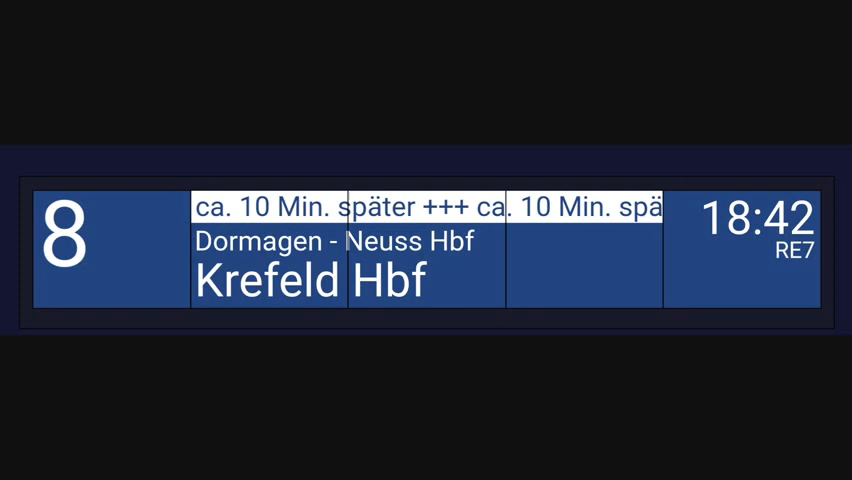 8
ca. 10 Min. später +++ ca. 10 Min. spä
Dormagen - Neuss Hbf
Krefeld Hbf
18:42
RE7